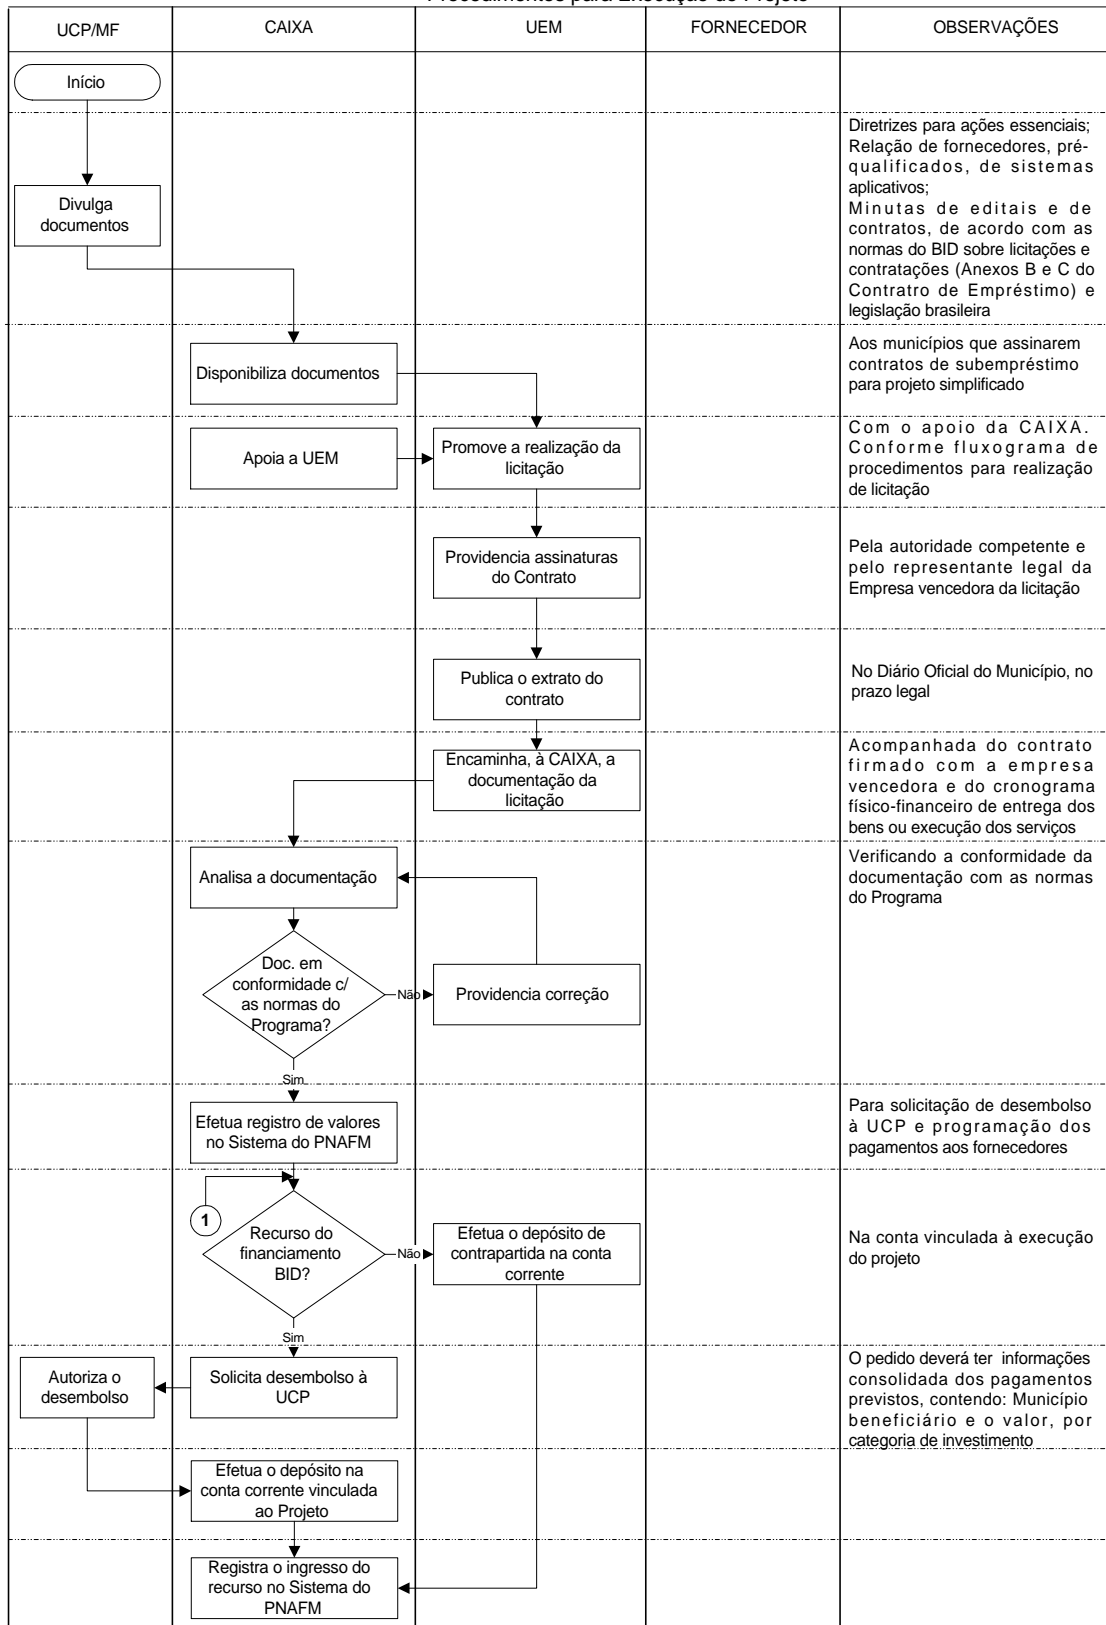 Procedimentos para Execução de Projeto
UCP/MF
CAIXA
UEM
FORNECEDOR
OBSERVAÇÕES
Início
Divulga
documentos
Diretrizes para ações essenciais;
Relação de fornecedores, pré-
qualificados, de sistemas
aplicativos;
Minutas de editais e de
contratos, de acordo com as
normas do BID sobre licitações e
contratações (Anexos B e C do
Contratro de Empréstimo) e
legislação brasileira
Disponibiliza documentos
Aos municípios que assinarem
contratos de subempréstimo
para projeto simplificado
Apoia a UEM
Promove a realização da
licitação
Com o apoio da CAIXA.
Conforme fluxograma de
procedimentos para realização
de licitação
Providencia assinaturas
do Contrato
Pela autoridade competente e
pelo representante legal da
Empresa vencedora da licitação
Publica o extrato do
contrato
No Diário Oficial do Município, no
prazo legal
Encaminha, à CAIXA, a
documentação da
licitação
Acompanhada do contrato
firmado com a empresa
vencedora e do cronograma
físico-financeiro de entrega dos
bens ou execução dos serviços
Analisa a documentação
Verificando a conformidade da
documentação com as normas
do Programa
Doc. em
conformidade c/
as normas do
Programa?
Não
Providencia correção
Sim
Efetua registro de valores
no Sistema do PNAFM
Para solicitação de desembolso
à UCP e programação dos
pagamentos aos fornecedores
1
Recurso do
financiamento
BID?
Não
Efetua o depósito de
contrapartida na conta
corrente
Na conta vinculada à execução
do projeto
Sim
Autoriza o
desembolso
Solicita desembolso à
UCP
O pedido deverá ter informações
consolidada dos pagamentos
previstos, contendo: Município
beneficiário e o valor, por
categoria de investimento
Efetua o depósito na
conta corrente vinculada
ao Projeto
Registra o ingresso do
recurso no Sistema do
PNAFM